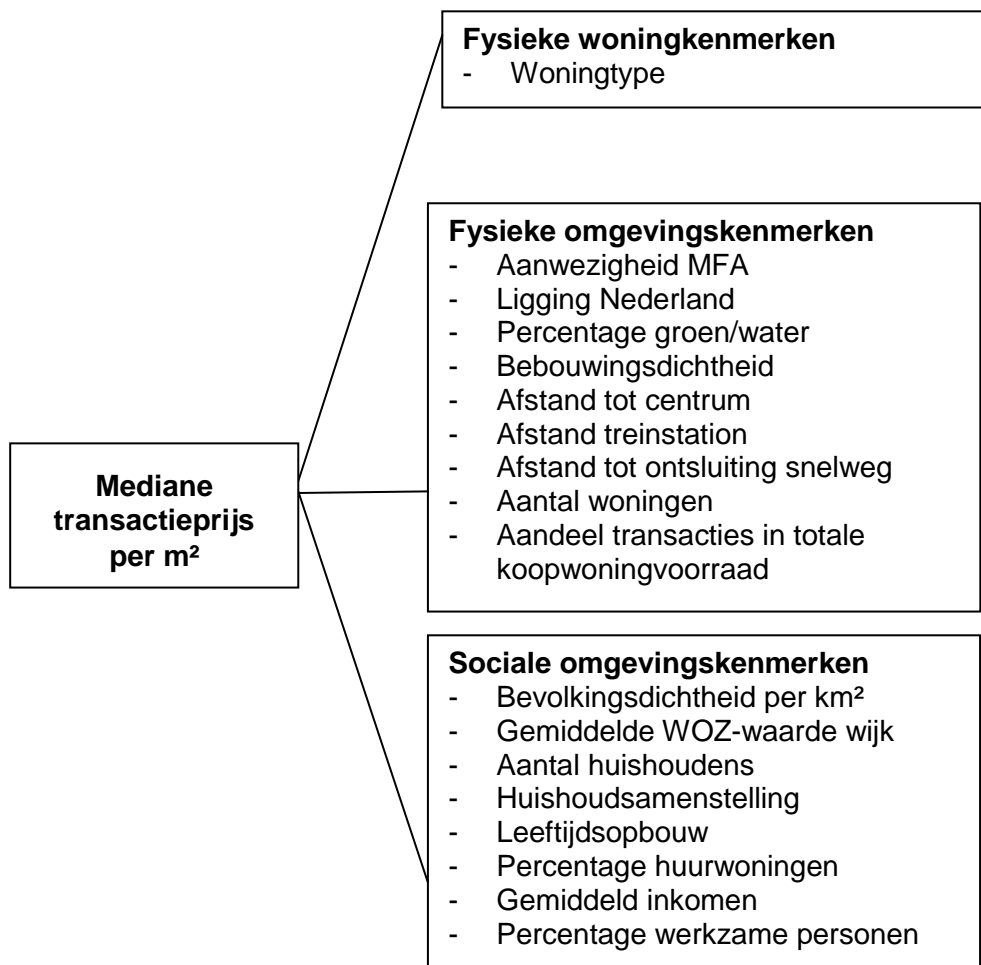 Fysieke woningkenmerken
- Woningtype
Fysieke omgevingskenmerken
- Aanwezigheid MFA
- Ligging Nederland
- Percentage groen/water
- Bebouwingsdichtheid
- Afstand tot centrum
- Afstand treinstation
- Afstand tot ontsluiting snelweg
- Aantal woningen
- Aandeel transacties in totale
koopwoningvoorraad
Mediane
transactieprijs
per m²
Sociale omgevingskenmerken
- Bevolkingsdichtheid per km²
- Gemiddelde WOZ-waarde wijk
- Aantal huishoudens
- Huishoudsamenstelling
- Leeftijdsopbouw
- Percentage huurwoningen
- Gemiddeld inkomen
- Percentage werkzame personen